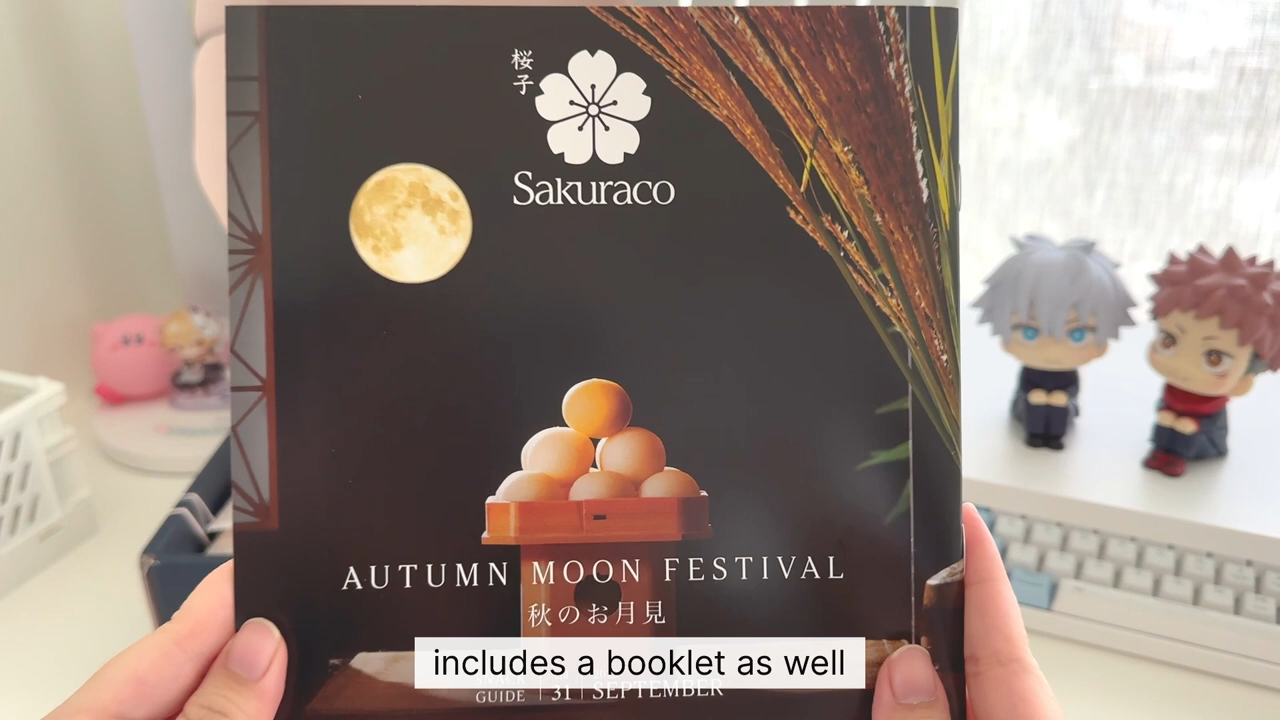 桜子
Sakuraco
AUTUMN MOON FESTIVAL
秋のお月見
includes a booklet as well
GUIDE | 31 | SEPTEMBER